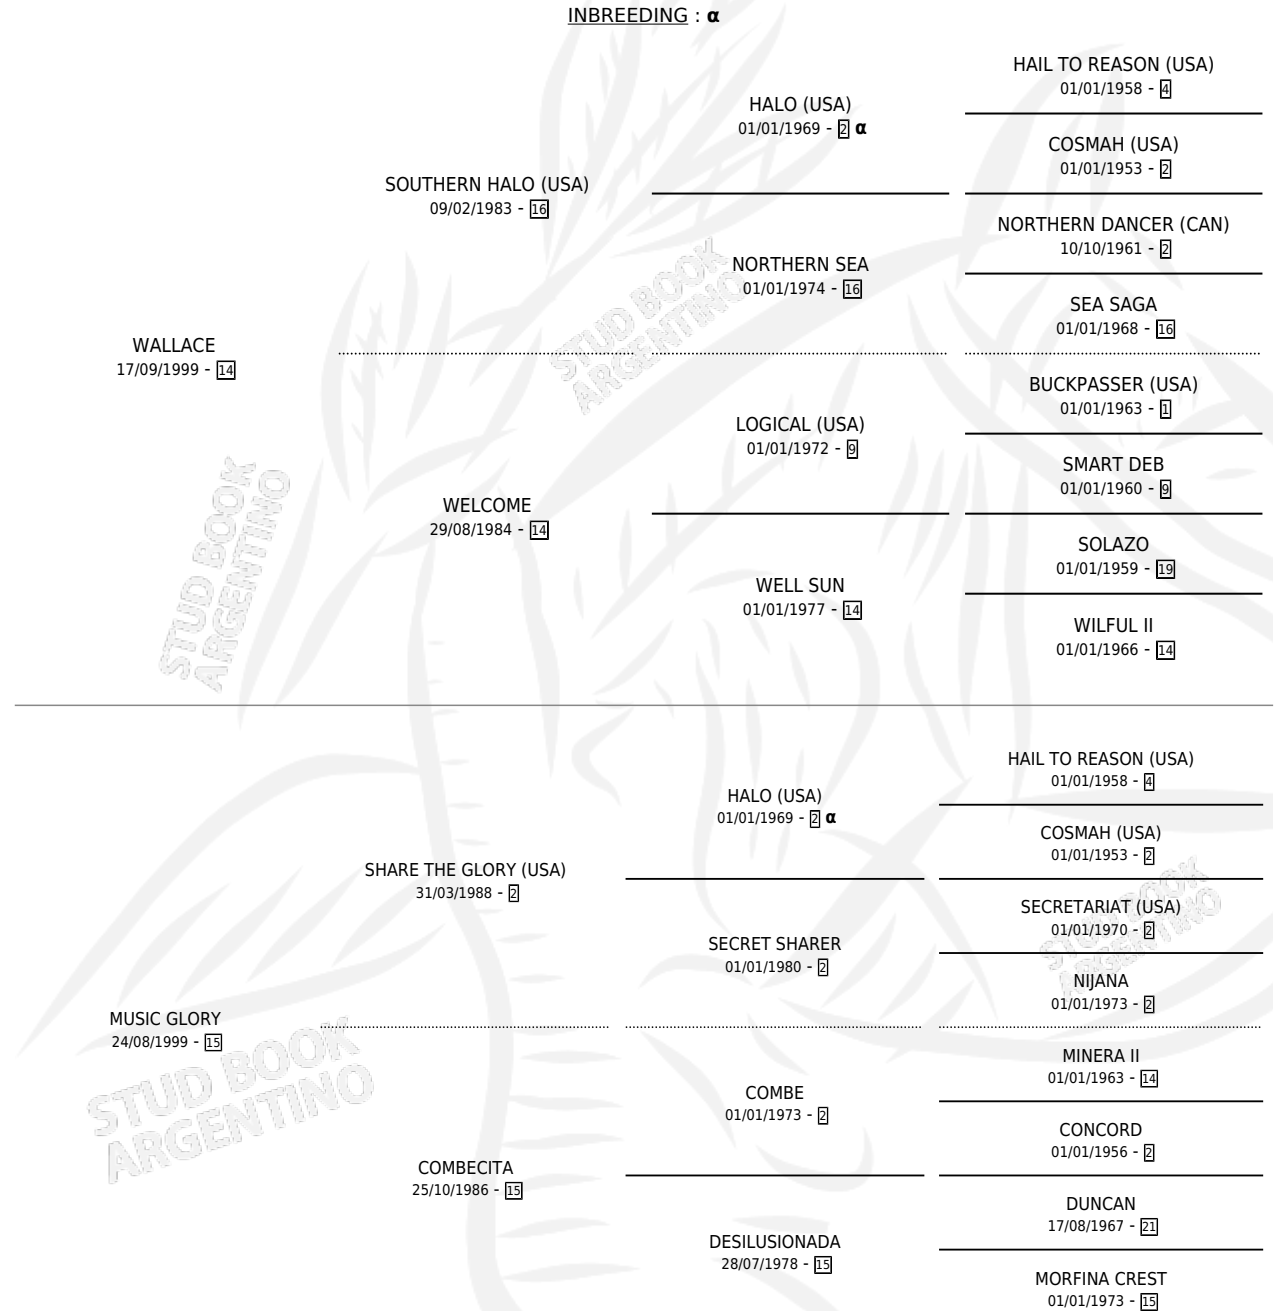 INBREEDING : α
HAIL TO REASON (USA)
01/01/1958 - 4
HALO (USA)
01/01/1969 - 2 α
COSMAH (USA)
01/01/1953 - 2
SOUTHERN HALO (USA)
09/02/1983 - 16
NORTHERN DANCER (CAN)
10/10/1961 - 2
NORTHERN SEA
01/01/1974 - 16
SEA SAGA
01/01/1968 - 16
WALLACE
17/09/1999 - 14
BUCKPASSER (USA)
01/01/1963 - 1
LOGICAL (USA)
01/01/1972 - 9
SMART DEB
01/01/1960 - 9
WELCOME
29/08/1984 - 14
SOLAZO
01/01/1959 - 19
WELL SUN
01/01/1977 - 14
WILFUL II
01/01/1966 - 14
HAIL TO REASON (USA)
01/01/1958 - 4
HALO (USA)
01/01/1969 - 2 α
COSMAH (USA)
01/01/1953 - 2
SHARE THE GLORY (USA)
31/03/1988 - 2
SECRETARIAT (USA)
01/01/1970 - 2
SECRET SHARER
01/01/1980 - 2
NIJANA
01/01/1973 - 2
MUSIC GLORY
24/08/1999 - 15
MINERA II
01/01/1963 - 14
COMBE
01/01/1973 - 2
CONCORD
01/01/1956 - 2
COMBECITA
25/10/1986 - 15
DUNCAN
17/08/1967 - 21
DESILUSIONADA
28/07/1978 - 15
MORFINA CREST
01/01/1973 - 15
STUD BOOK
ARGENTINO
STUD BOOK
ARGENTINO
STUD BOOK
ARGENTINO
STUD BOOK
ARGENTINO